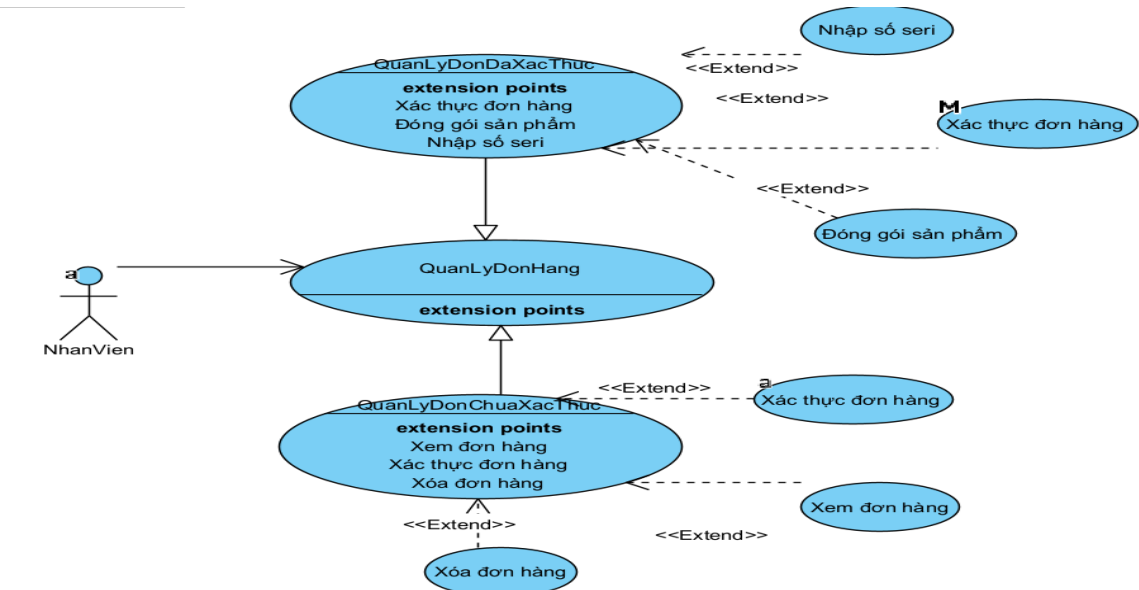 Nhập số seri
<<Extend>>
QuanLyDonDaXacThuc
extension points
Xác thực đơn hàng
Đóng gói sản phẩm
Nhập số seri
<<Extend>>
M
Xác thực đơn hàng
<<Extend>>
Đóng gói sản phẩm
QuanLyDonHang
extension points
a
NhanVien
<<Extend>>
a
Xác thực đơn hàng
QuanLyDonChuaXacThuc
extension points
Xem đơn hàng
Xác thực đơn hàng
Xóa đơn hàng
Xem đơn hàng
<<Extend>>
<<Extend>>
Xóa đơn hàng